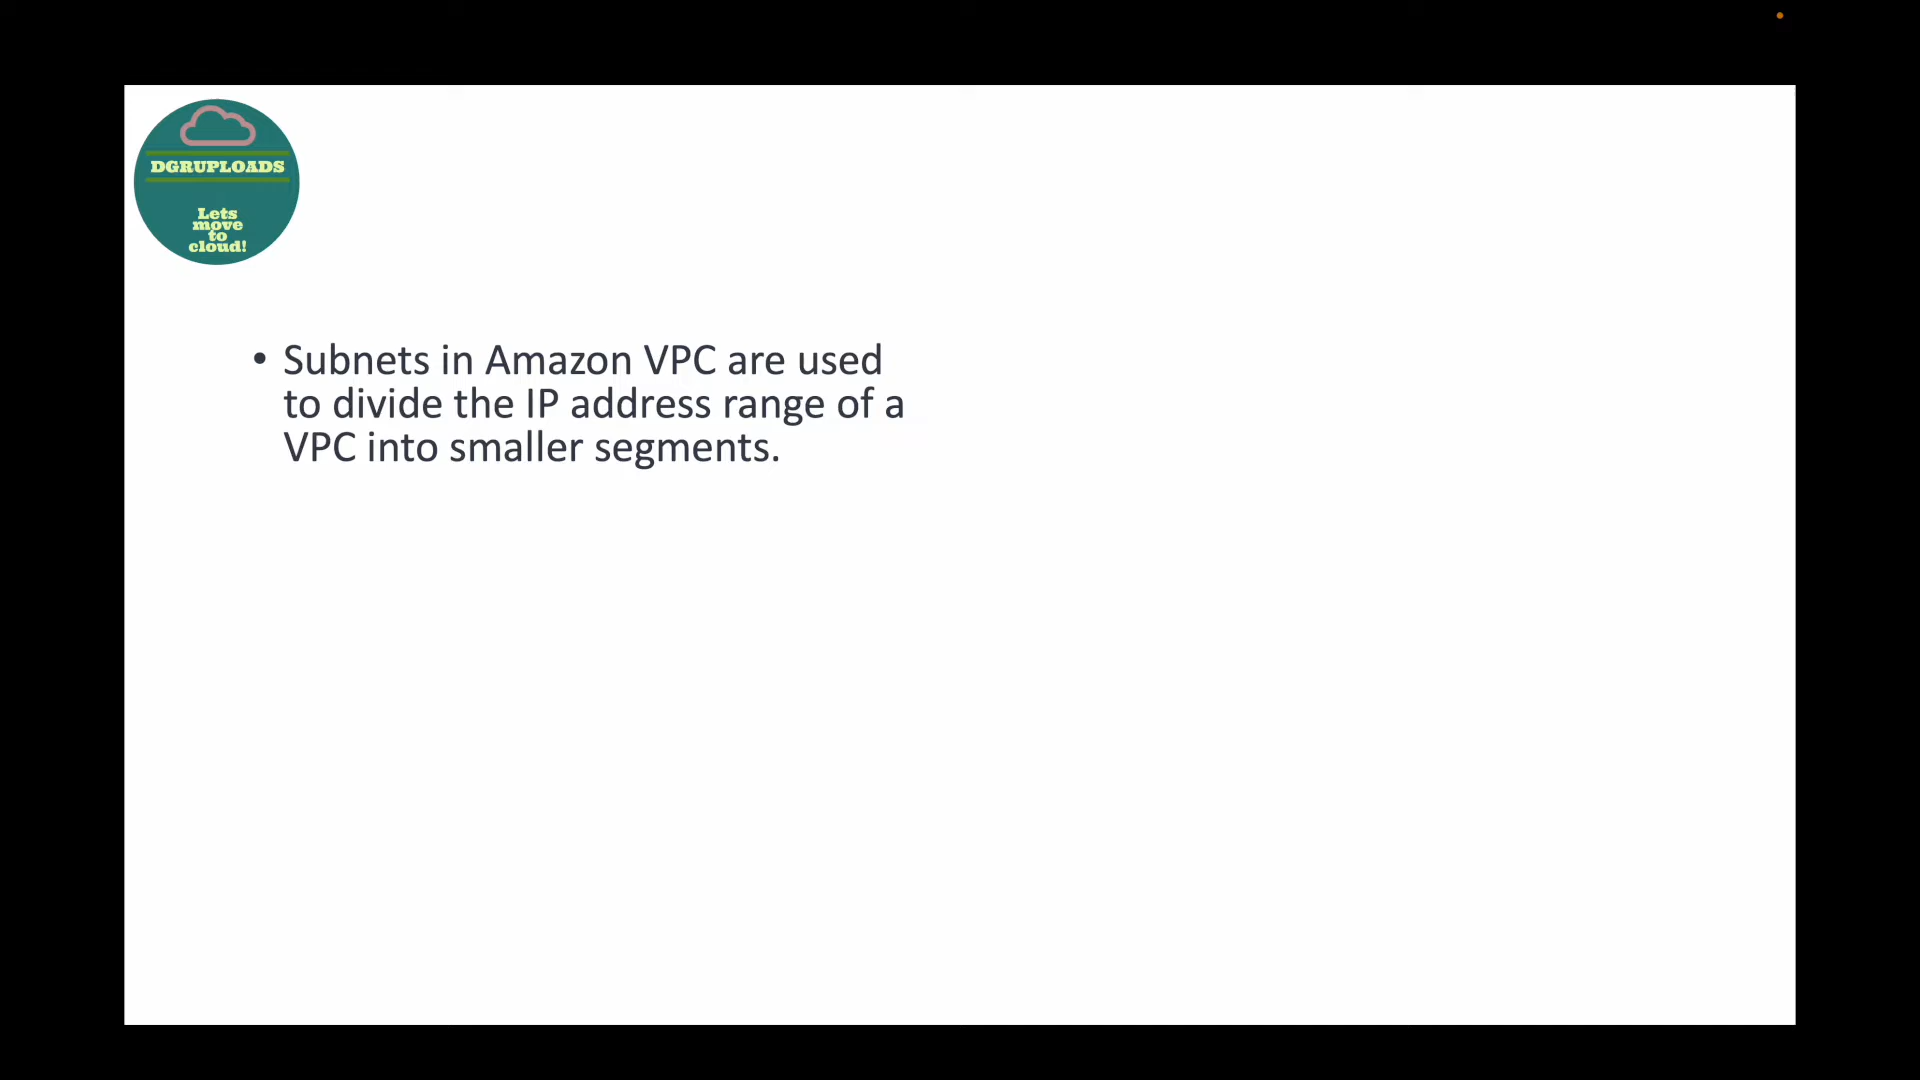 DGRUPLOADS
Lets
move
to
cloud!
• Subnets in Amazon VPC are used
to divide the IP address range of a
VPC into smaller segments.